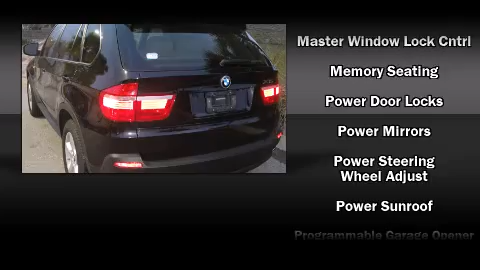 Master Window Lock Cntrl
Memory Seating
Power Door Locks
Power Mirrors
Power Steering
Wheel Adjust
Power Sunroof
Programmable Garage Opener